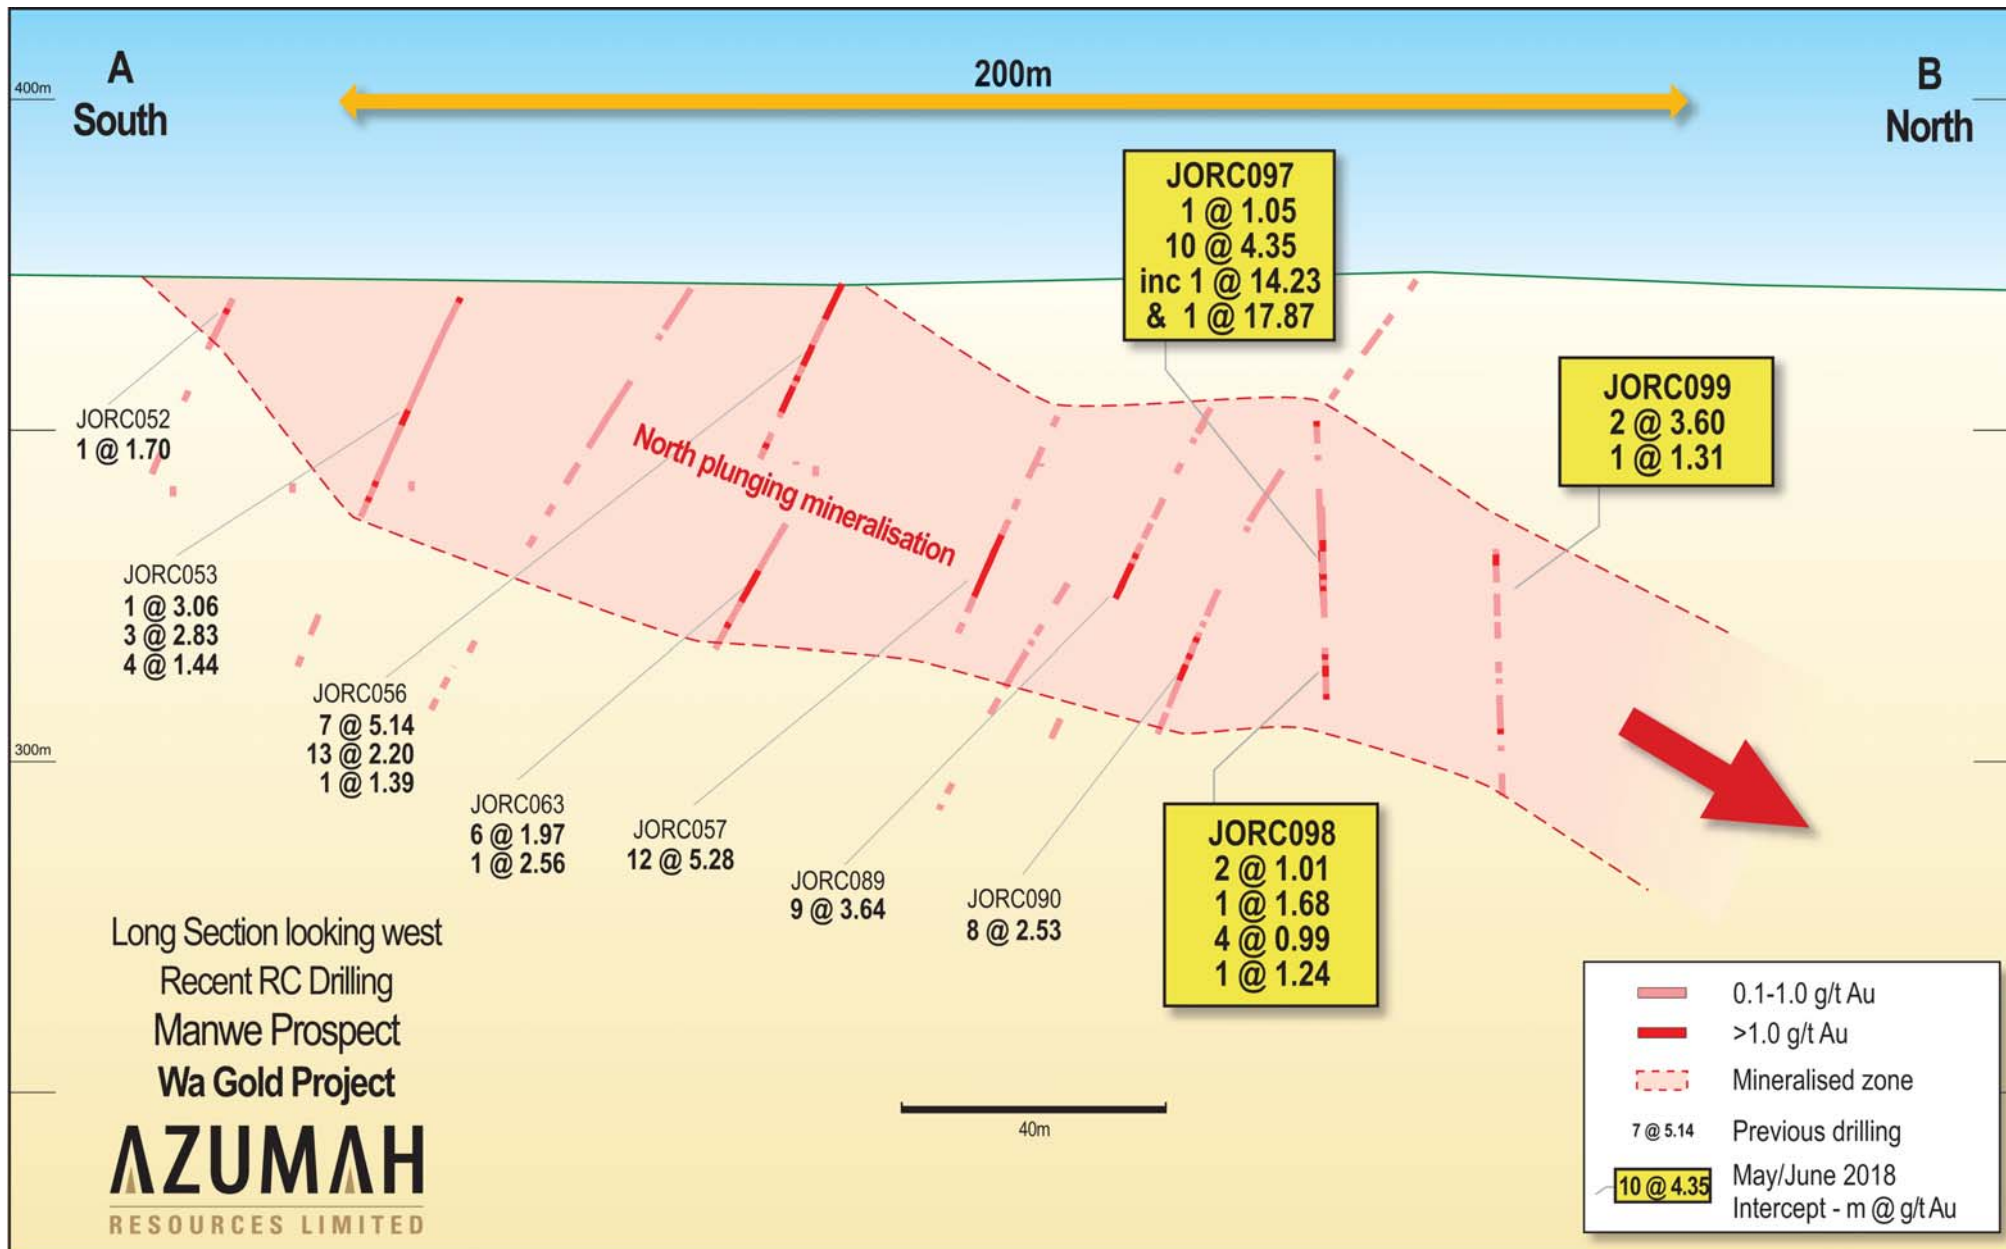 A
South
200m
B
North
400m
JORC097
1 @ 1.05
10 @ 4.35
inc 1 @ 14.23
& 1 @ 17.87
JORC099
2 @ 3.60
1 @ 1.31
JORC052
1 @ 1.70
North plunging mineralisation
JORC053
1 @ 3.06
3 @ 2.83
4 @ 1.44
JORC056
7 @ 5.14
13 @ 2.20
1 @ 1.39
300m
JORC063
6 @ 1.97
1 @ 2.56
JORC057
12 @ 5.28
JORC089
9 @ 3.64
JORC090
8 @ 2.53
JORC098
2 @ 1.01
1 @ 1.68
4 @ 0.99
1 @ 1.24
Long Section looking west
Recent RC Drilling
Manwe Prospect
Wa Gold Project
AZUMAH
RESOURCES LIMITED
40m
0.1-1.0 g/t Au
>1.0 g/t Au
Mineralised zone
7 @ 5.14 Previous drilling
10 @ 4.35 May/June 2018
Intercept - m @ g/t Au